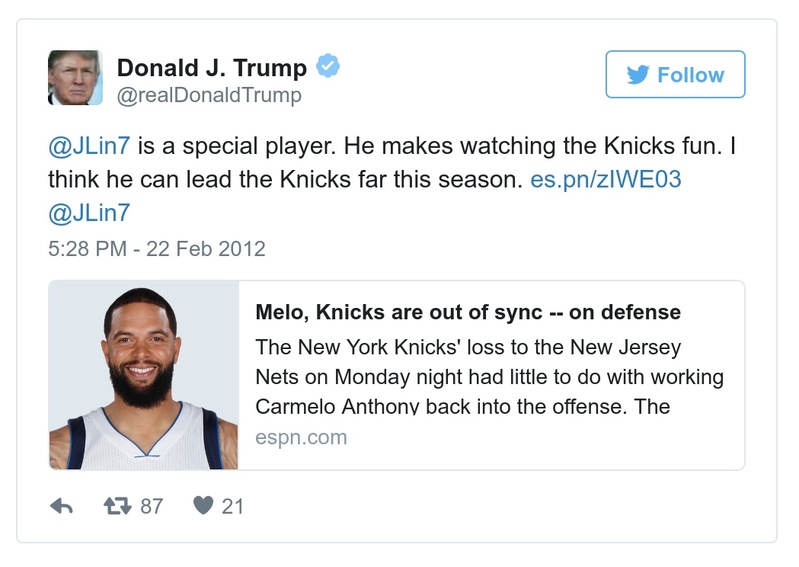 Donald J. Trump
@realDonaldTrump
Follow
@JLin7 is a special player. He makes watching the Knicks fun. I
think he can lead the Knicks far this season. es.pn/zIWE03
@JLin7
5:28 PM - 22 Feb 2012
Melo, Knicks are out of sync -- on defense
The New York Knicks' loss to the New Jersey
Nets on Monday night had little to do with working
Carmelo Anthony back into the offense. The
espn.com
87
21